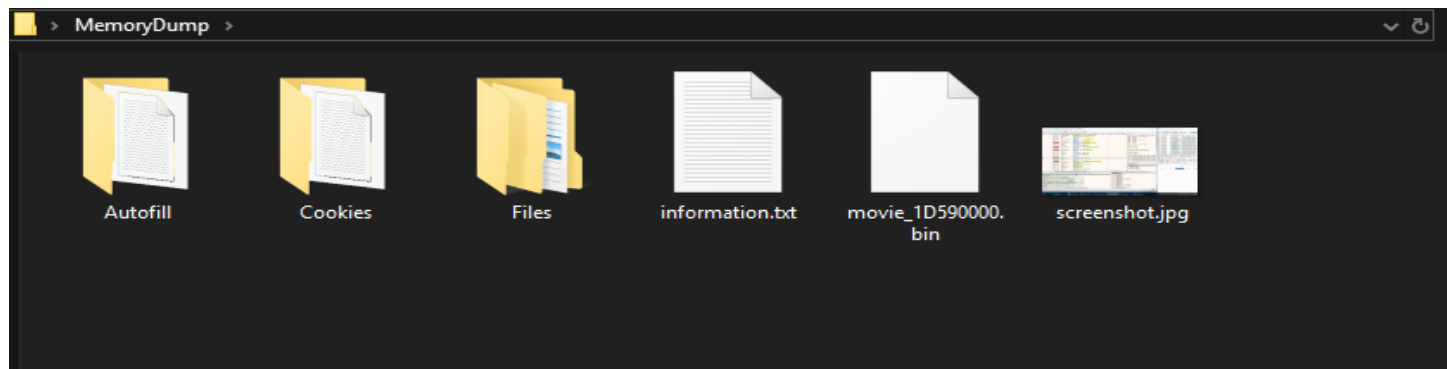 MemoryDump
Autofill
Cookies
Files
information.txt
movie_1D590000.
bin
screenshot.jpg